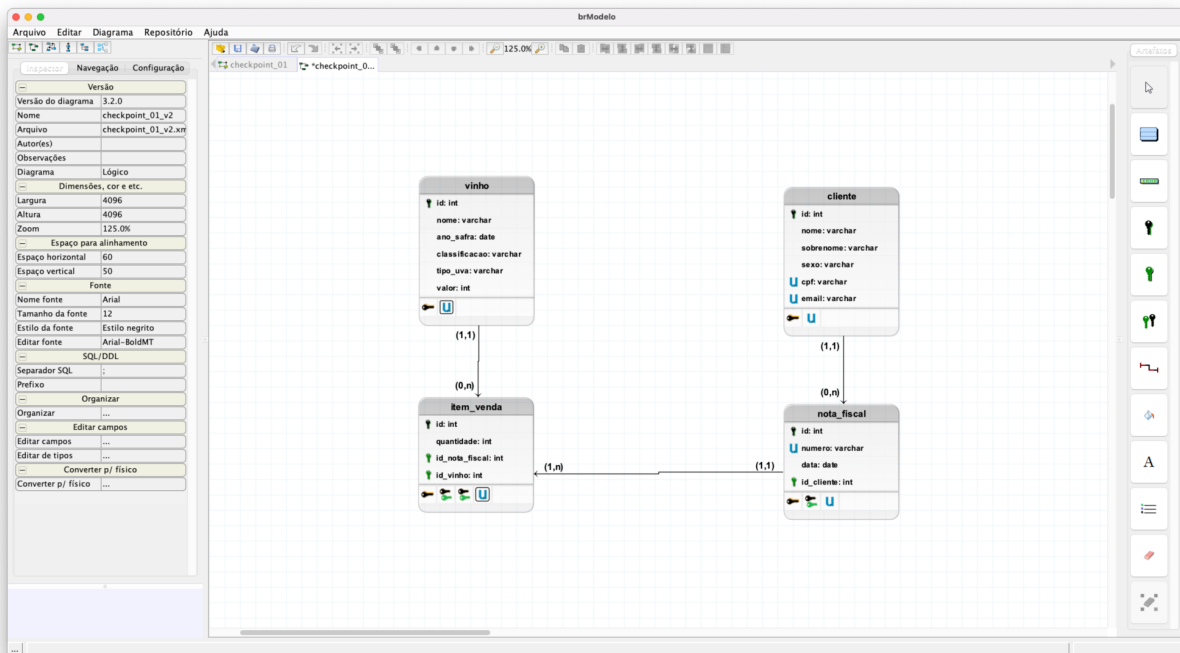 brModelo
Arquivo Editar Diagrama Repositório Ajuda
125.0%
Artefatos
Inspector Navegação Configuração
checkpoint_01 *checkpoint_0...
Versão
Versão do diagrama 3.2.0
Nome checkpoint_01_v2
Arquivo checkpoint_01_v2.xm
Autor(es)
Observações
Diagrama Lógico
Dimensões, cor e etc.
Largura 4096
Altura 4096
Zoom 125.0%
Espaço para alinhamento
Espaço horizontal 60
Espaço vertical 50
Fonte
Nome fonte Arial
Tamanho da fonte 12
Estilo da fonte Estilo negrito
Editar fonte Arial-BoldMT
SQL/DDL
Separador SQL ;
Prefixo
Organizar
Organizar ...
Editar campos
Editar campos ...
Editar de tipos ...
Converter p/ físico
Converter p/ físico ...
...
vinho
id: int
nome: varchar
ano_safra: date
classificacao: varchar
tipo_uva: varchar
valor: int
U
(1,1)
(0,n)
item_venda
id: int
quantidade: int
id_nota_fiscal: int
id_vinho: int
U
(1,n)
(1,1)
cliente
id: int
nome: varchar
sobrenome: varchar
sexo: varchar
U cpf: varchar
U email: varchar
U
(1,1)
(0,n)
nota_fiscal
id: int
U numero: varchar
data: date
id_cliente: int
U
A